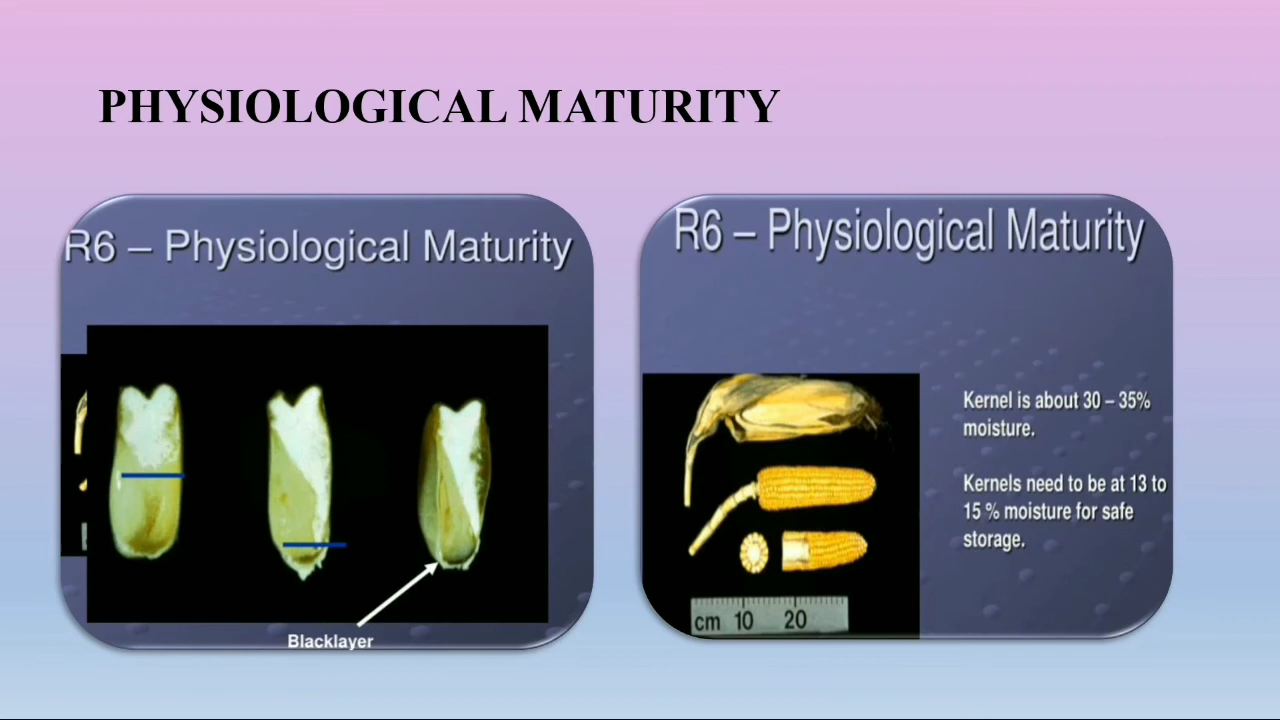 PHYSIOLOGICAL MATURITY
R6 – Physiological Maturity
Blacklayer
R6 – Physiological Maturity
Kernel is about 30 – 35%
moisture.
Kernels need to be at 13 to
15 % moisture for safe
storage.
cm 10 20